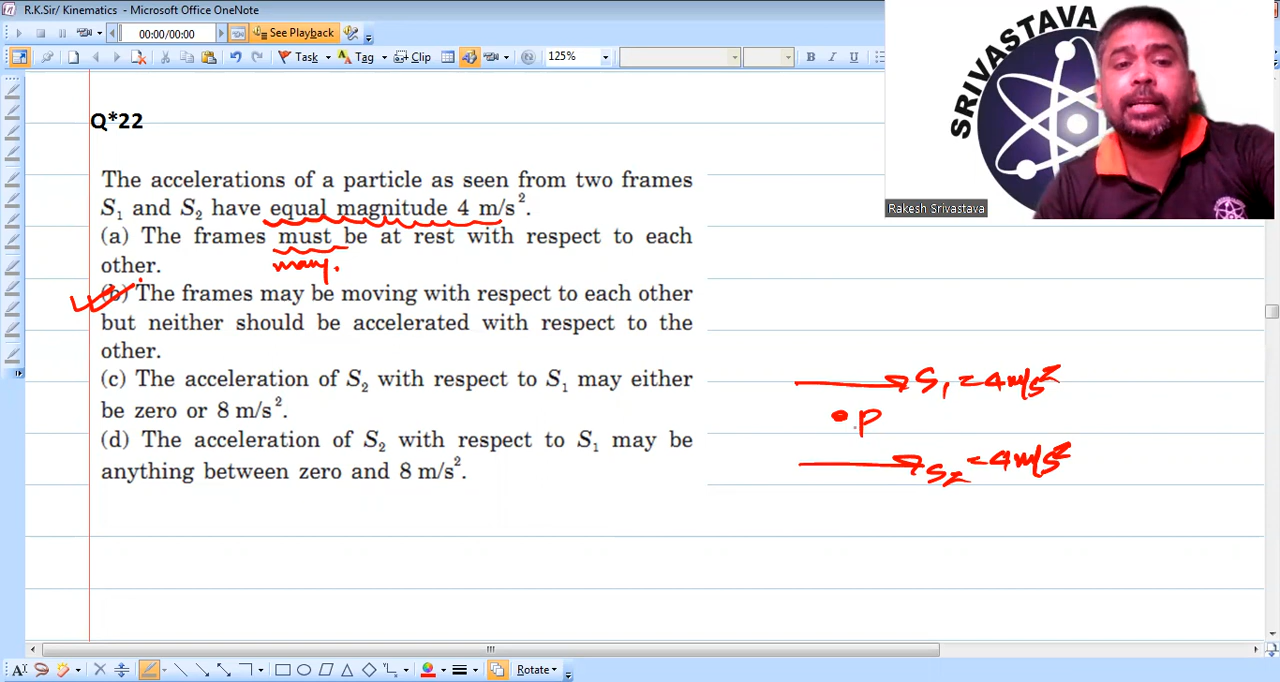 R.K.Sir/ Kinematics - Microsoft Office OneNote
00:00/00:00 See Playback
Task Tag Clip 125% B I U
SRIVASTAVA
Rakesh Srivastava
Q*22
The accelerations of a particle as seen from two frames
S₁ and S₂ have equal magnitude 4 m/s².
(a) The frames must be at rest with respect to each
other.
may.
(b) The frames may be moving with respect to each other
but neither should be accelerated with respect to the
other.
(c) The acceleration of S₂ with respect to S₁ may either
be zero or 8 m/s².
(d) The acceleration of S₂ with respect to S₁ may be
anything between zero and 8 m/s².
S₁ = 4 m/s²
P
S₂ = 4 m/s²
Rotate